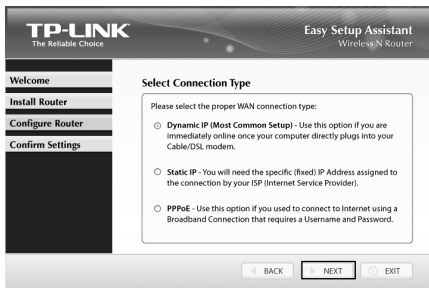 TP-LINK
The Reliable Choice
Easy Setup Assistant
Wireless N Router
Welcome
Install Router
Configure Router
Confirm Settings
Select Connection Type
Please select the proper WAN connection type:
Dynamic IP (Most Common Setup) - Use this option if you are
immediately online once your computer directly plugs into your
Cable/DSL modem.
Static IP - You will need the specific (fixed) IP Address assigned to
the connection by your ISP (Internet Service Provider).
PPPoE - Use this option if you used to connect to Internet using a
Broadband Connection that requires a Username and Password.
BACK
NEXT
EXIT